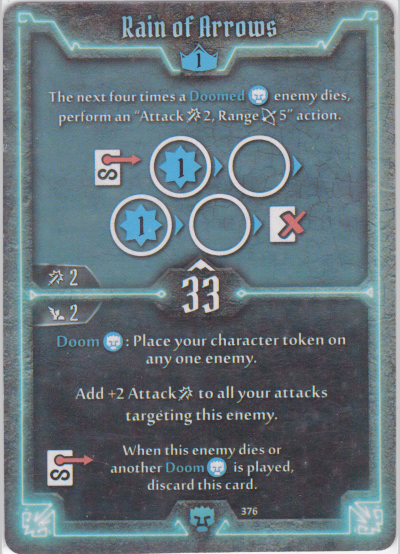 Rain of Arrows
1
The next four times a Doomed enemy dies,
perform an "Attack 2, Range 5" action.
1
1
2
33
2
Doom : Place your character token on
any one enemy.
Add +2 Attack to all your attacks
targeting this enemy.
When this enemy dies or
another Doom is played,
discard this card.
376